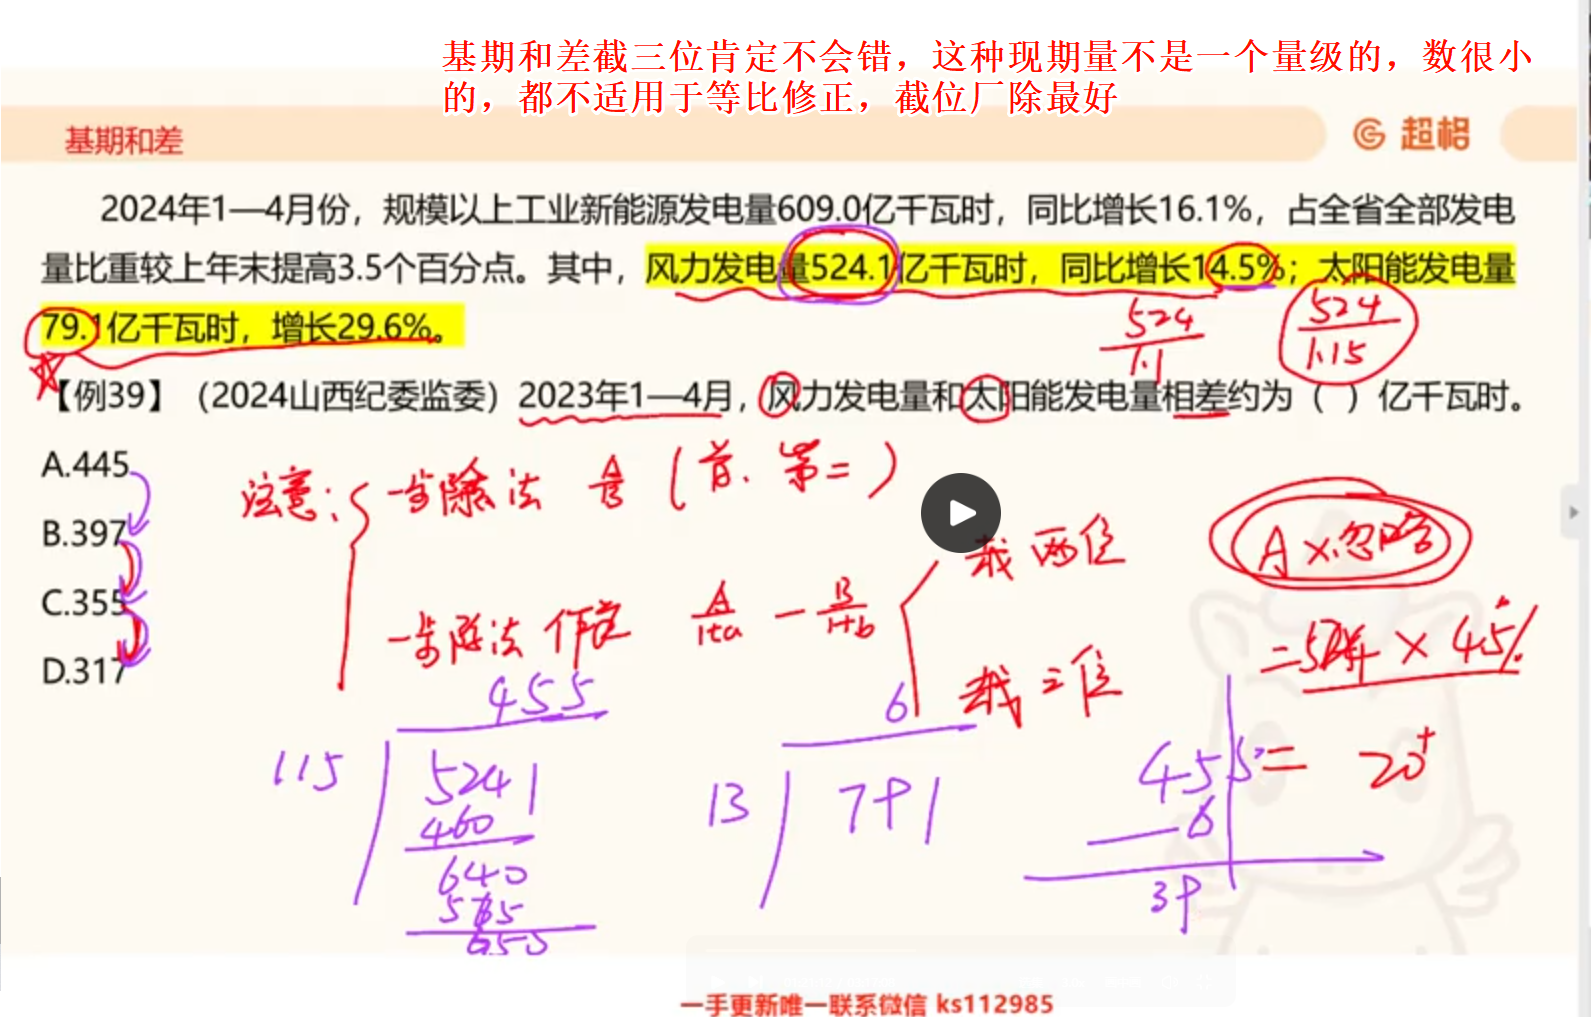 基期和差截三位肯定不会错，这种现期量不是一个量级的，数很小
的，都不适用于等比修正，截位厂除最好
基期和差
超格
2024年1—4月份，规模以上工业新能源发电量609.0亿千瓦时，同比增长16.1%，占全省全部发电
量比重较上年末提高3.5个百分点。其中，风力发电量524.1亿千瓦时，同比增长14.5%；太阳能发电量
79.1亿千瓦时，增长29.6%。
524
1.1
524
1.15
【例39】（2024山西纪委监委）2023年1—4月，风力发电量和太阳能发电量相差约为（ ）亿千瓦时。
A.445
B.397
C.355
D.317
注意：
一步除法 A/B （首、第二）
截两位
A×.忽略
一步除法作差 A/1+a − B/1+b
截三位
=524×4.5%
= 20+
455
115
5241
460
640
575
650
6
13
791
455
6
39
一手更新唯一联系微信 ks112985